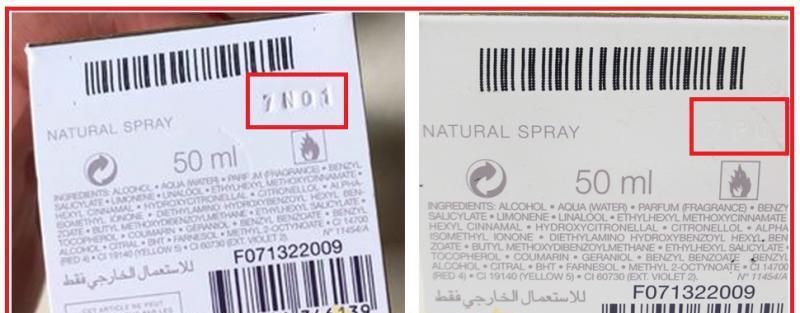 7N01
NATURAL SPRAY
50 ml
INGREDIENTS: ALCOHOL • AQUA (WATER) • PARFUM (FRAGRANCE) • BENZYL
SALICYLATE • LIMONENE • LINALOOL • ETHYLHEXYL METHOXYCINNAMATE •
HEXYL CINNAMAL • HYDROXYCITRONELLAL • CITRONELLOL • ALPHA-
ISOMETHYL IONONE • DIETHYLAMINO HYDROXYBENZOYL HEXYL BEN-
ZOATE • BUTYL METHOXYDIBENZOYLMETHANE • ETHYLHEXYL SALICYLATE •
TOCOPHEROL • COUMARIN • GERANIOL • BENZYL BENZOATE • BENZYL
ALCOHOL • CITRAL • BHT • FARNESOL • METHYL 2-OCTYNOATE • CI 14700
(RED 4) • CI 19140 (YELLOW 5) • CI 60730 (EXT. VIOLET 2).
N° 11454/A
F071322009
للاستعمال الخارجي فقط
CET ARTICLE NE PEUT
NATURAL SPRAY
50 ml
INGREDIENTS: ALCOHOL • AQUA (WATER) • PARFUM (FRAGRANCE) • BENZY
SALICYLATE • LIMONENE • LINALOOL • ETHYLHEXYL METHOXYCINNAMATE
HEXYL CINNAMAL • HYDROXYCITRONELLAL • CITRONELLOL • ALPHA
ISOMETHYL IONONE • DIETHYLAMINO HYDROXYBENZOYL HEXYL BEN
ZOATE • BUTYL METHOXYDIBENZOYLMETHANE • ETHYLHEXYL SALICYLATE •
TOCOPHEROL • COUMARIN • GERANIOL • BENZYL BENZOATE • BENZYL
ALCOHOL • CITRAL • BHT • FARNESOL • METHYL 2-OCTYNOATE • CI 14700
(RED 4) • CI 19140 (YELLOW 5) • CI 60730 (EXT. VIOLET 2).
N° 11454/A
F071322009
للاستعمال الخارجي فقط